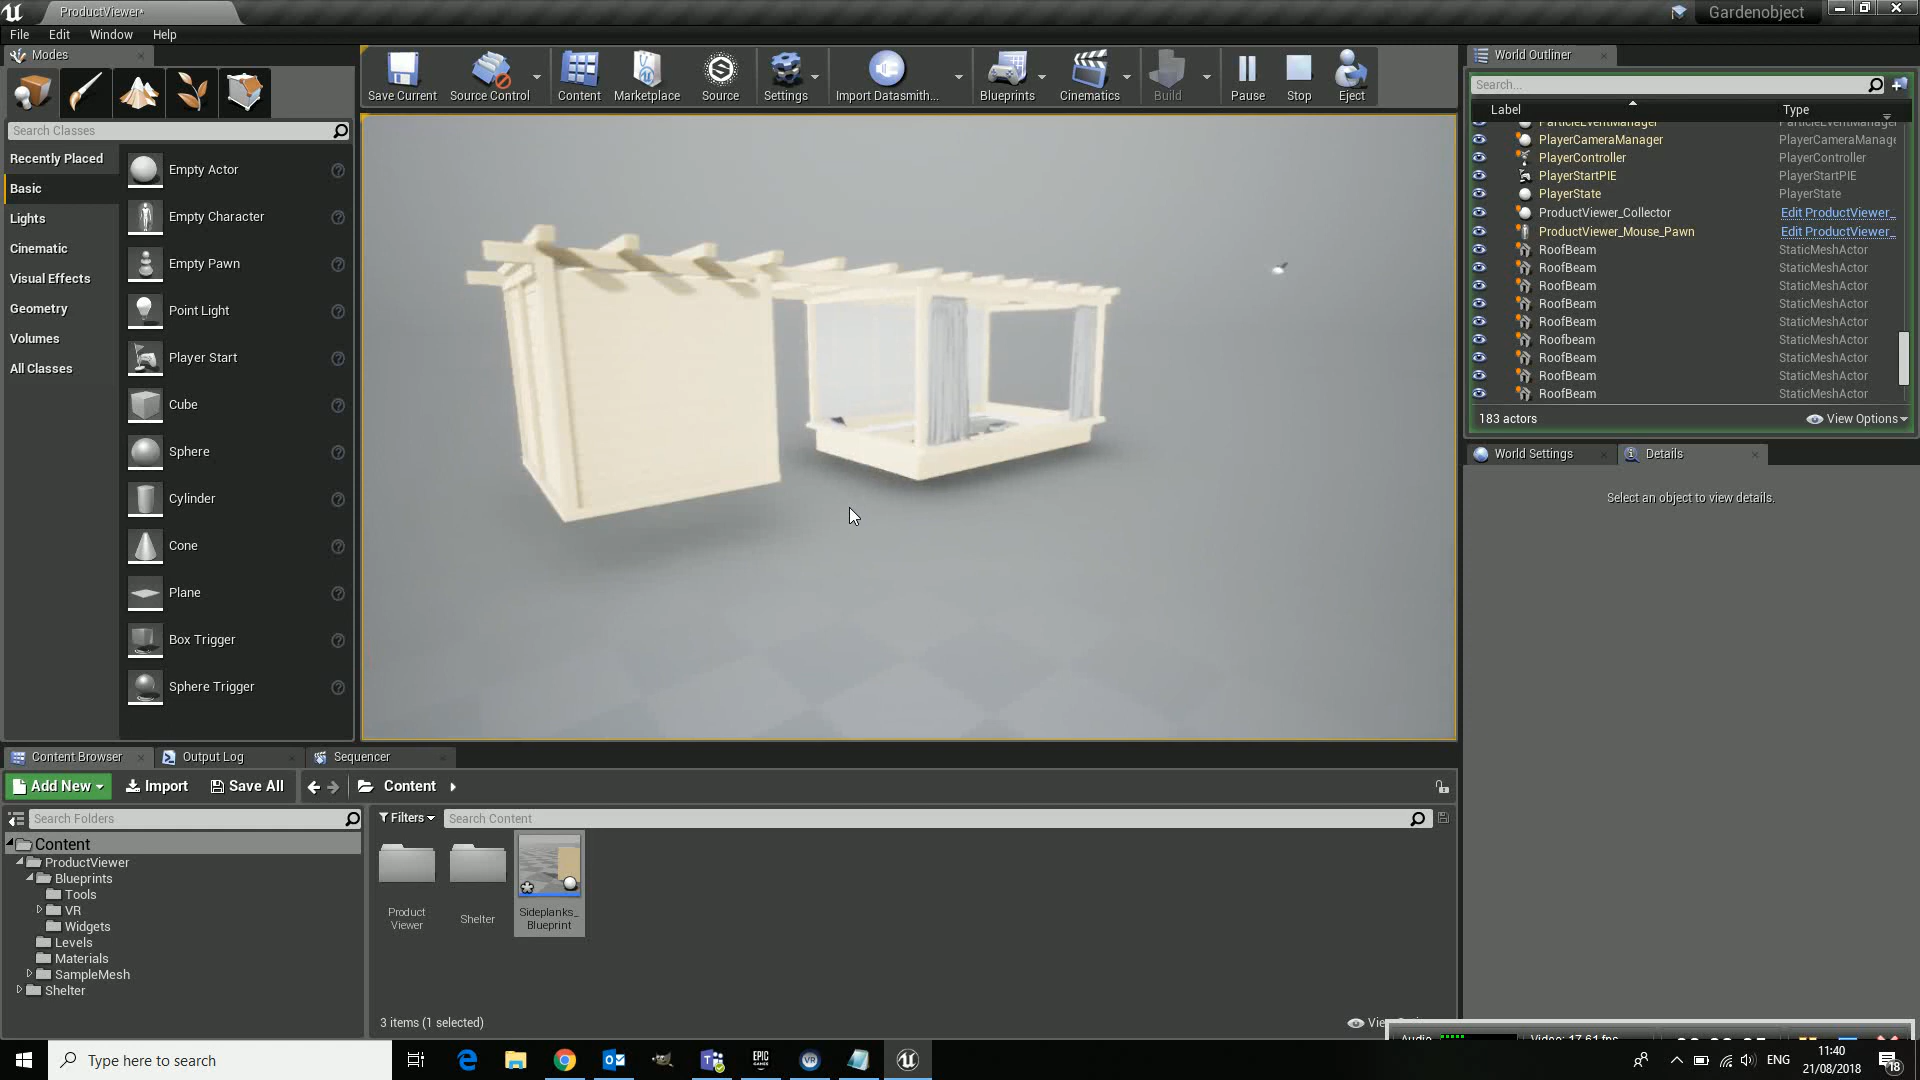 ProductViewer*
Gardenobject
File Edit Window Help
Modes
Save Current Source Control Content Marketplace Source Settings Import Datasmith... Blueprints Cinematics Build Pause Stop Eject
Search Classes
Recently Placed
Basic
Lights
Cinematic
Visual Effects
Geometry
Volumes
All Classes
Empty Actor
Empty Character
Empty Pawn
Point Light
Player Start
Cube
Sphere
Cylinder
Cone
Plane
Box Trigger
Sphere Trigger
World Outliner
Search...
Label Type
ParticleEventManager ParticleEventManager
PlayerCameraManager PlayerCameraManage
PlayerController PlayerController
PlayerStartPIE PlayerStartPIE
PlayerState PlayerState
ProductViewer_Collector Edit ProductViewer_
ProductViewer_Mouse_Pawn Edit ProductViewer_
RoofBeam StaticMeshActor
RoofBeam StaticMeshActor
RoofBeam StaticMeshActor
RoofBeam StaticMeshActor
RoofBeam StaticMeshActor
Roofbeam StaticMeshActor
RoofBeam StaticMeshActor
RoofBeam StaticMeshActor
RoofBeam StaticMeshActor
183 actors View Options
World Settings Details
Select an object to view details.
Content Browser Output Log Sequencer
Add New Import Save All Content
Search Folders
Content
ProductViewer
Blueprints
Tools
VR
Widgets
Levels
Materials
SampleMesh
Shelter
Filters Search Content
Product
Viewer
Shelter
Sideplanks_
Blueprint
3 items (1 selected)
Type here to search
EPIC
GAMES
VR
ENG
11:40
21/08/2018
18